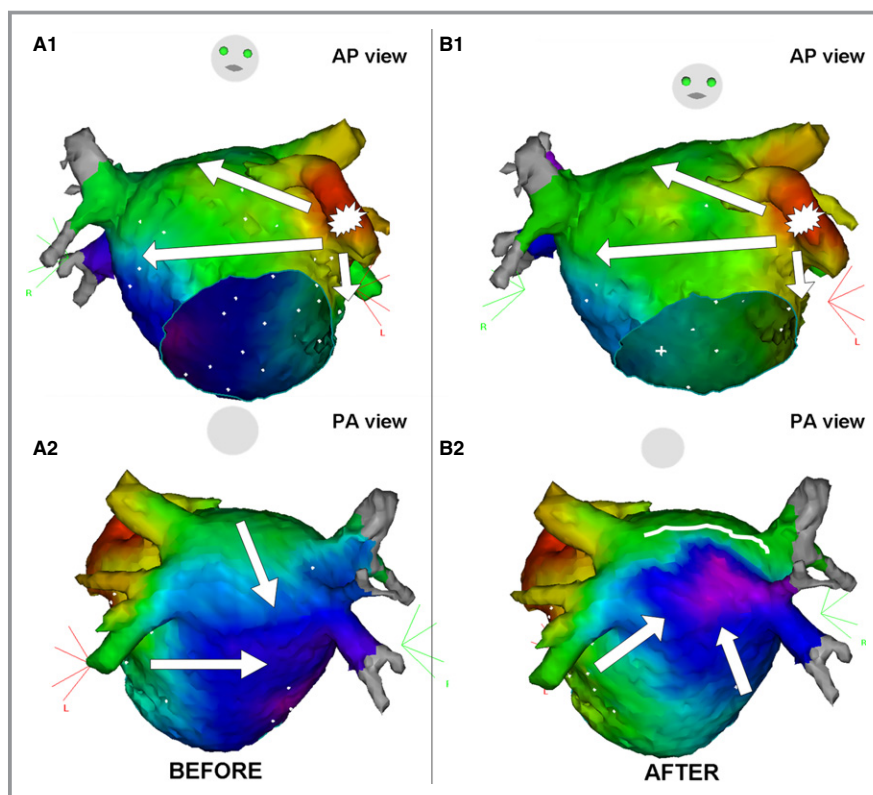 A1
AP view
R
L
B1
AP view
R
L
A2
PA view
L
I
BEFORE
B2
PA view
L
R
AFTER